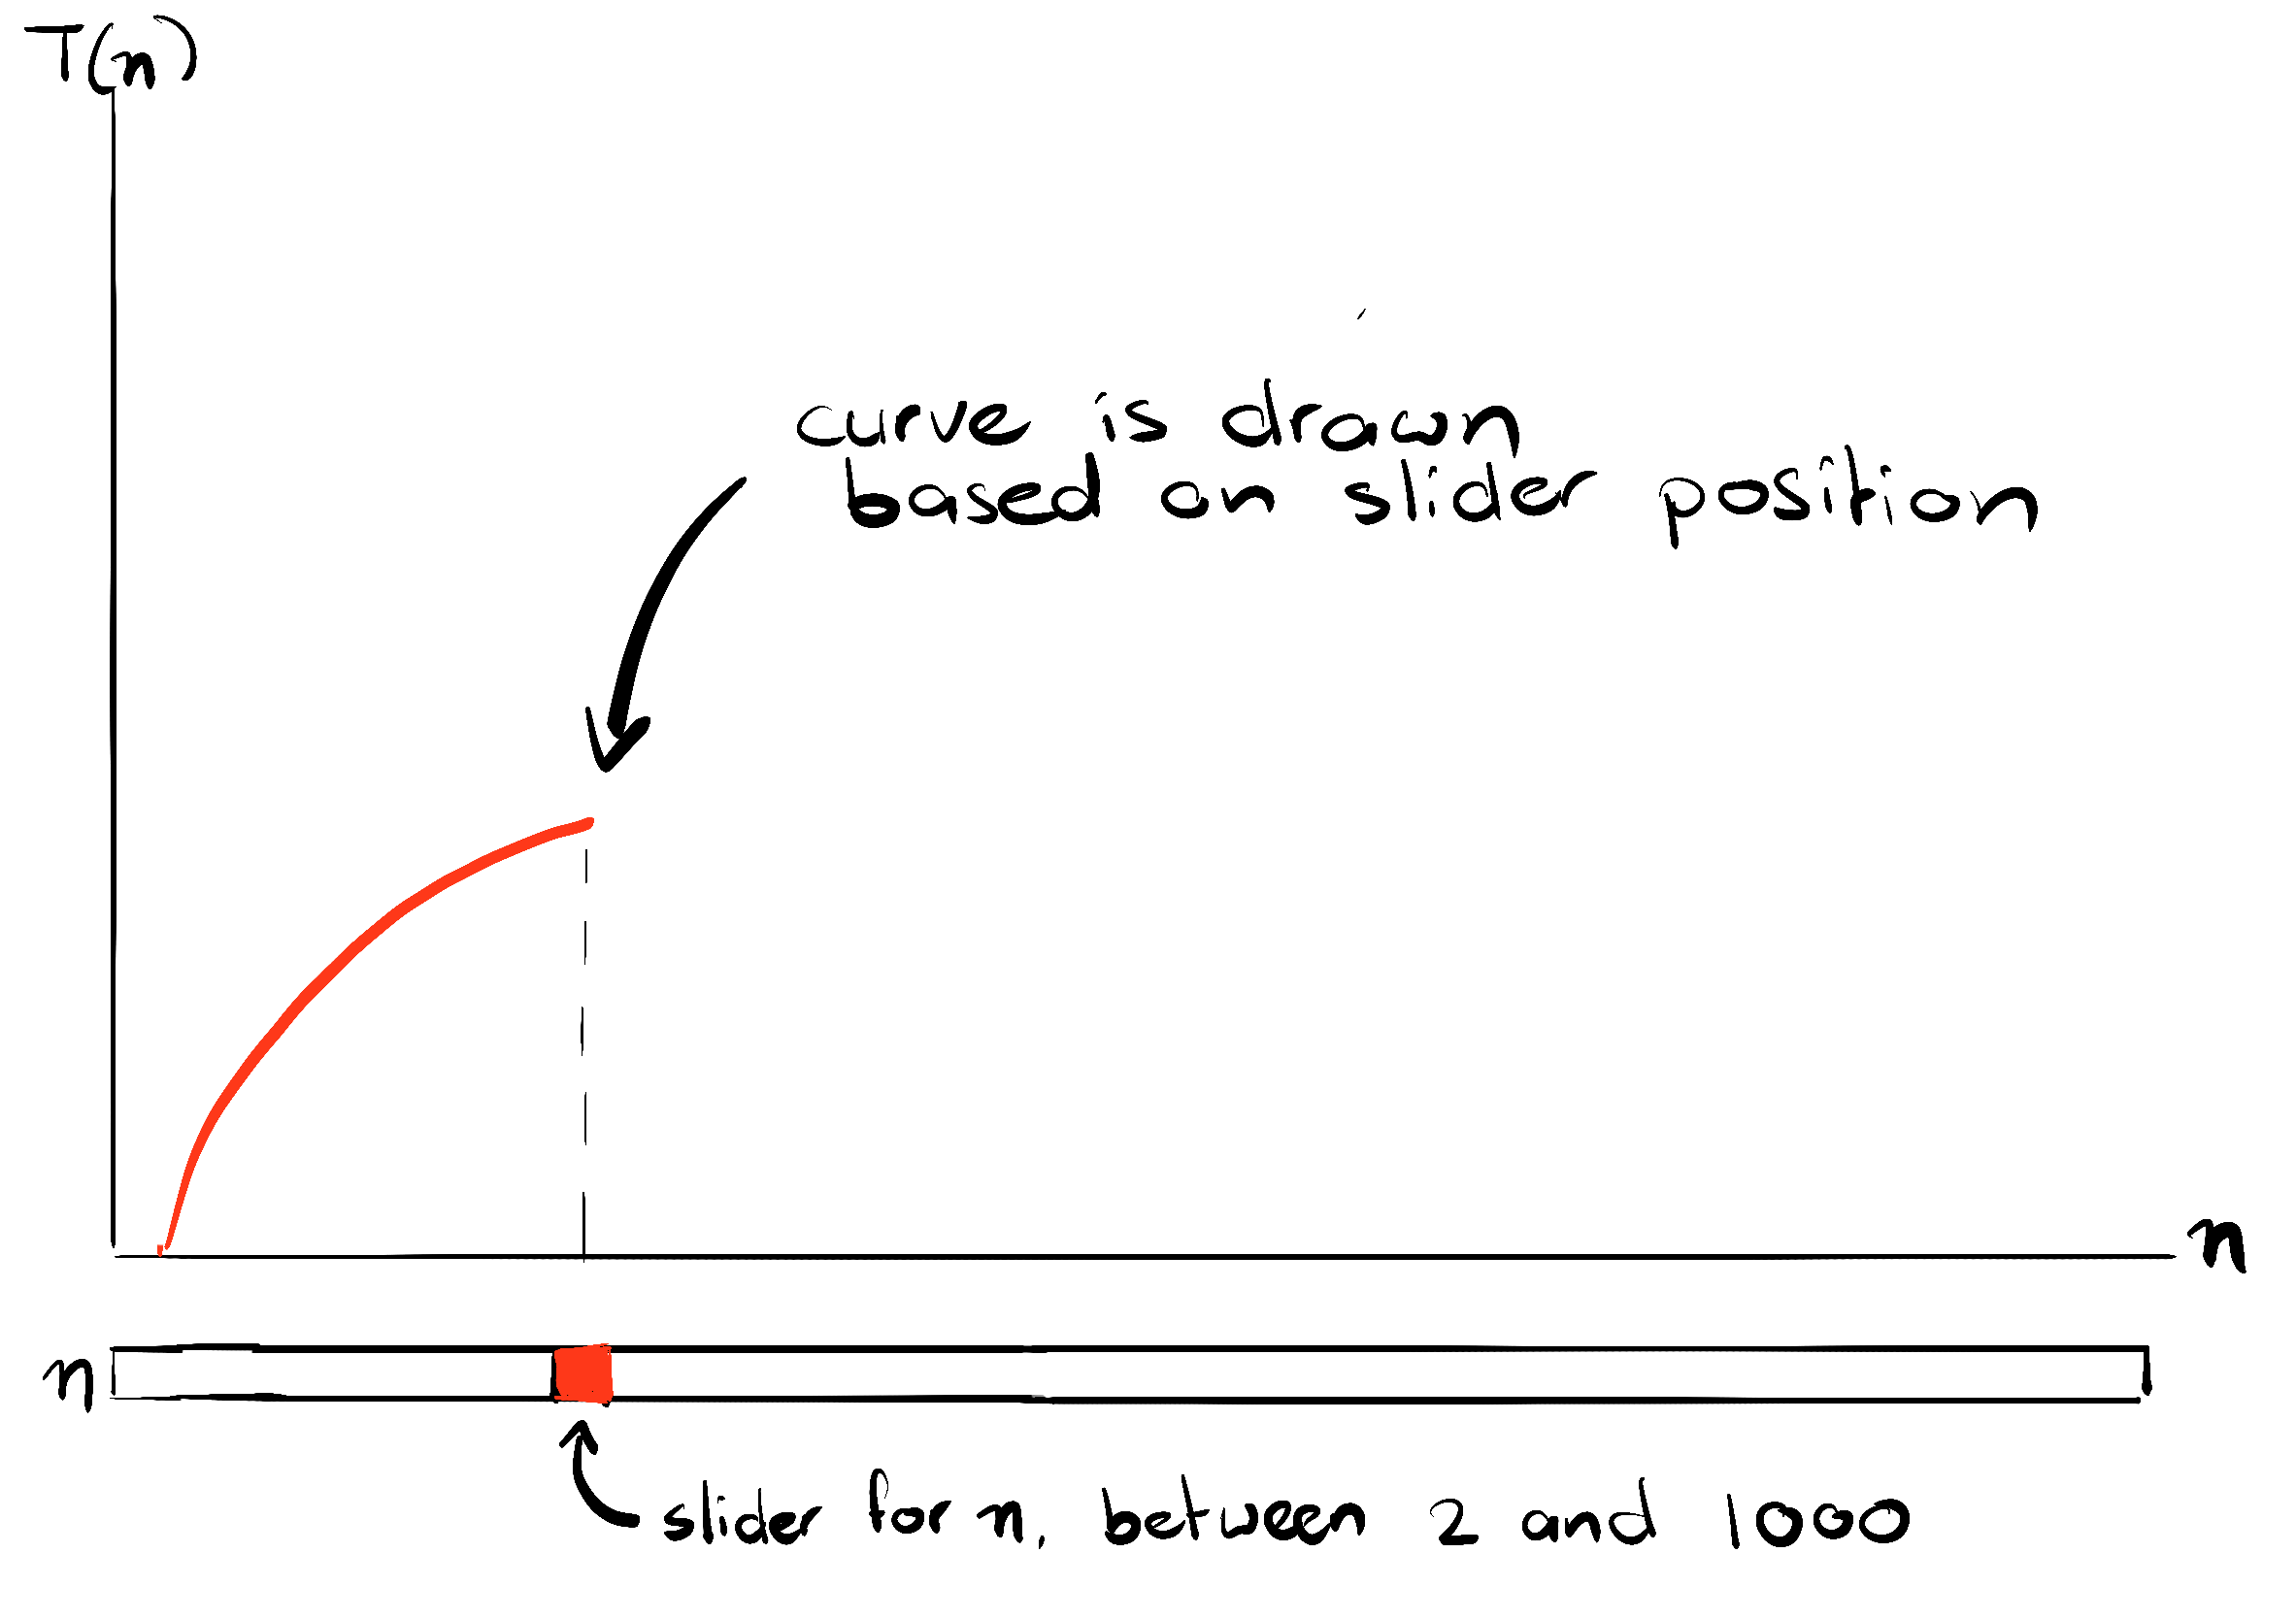 T(n)
curve is drawn
based on slider position
n
n
slider for n, between 2 and 1000